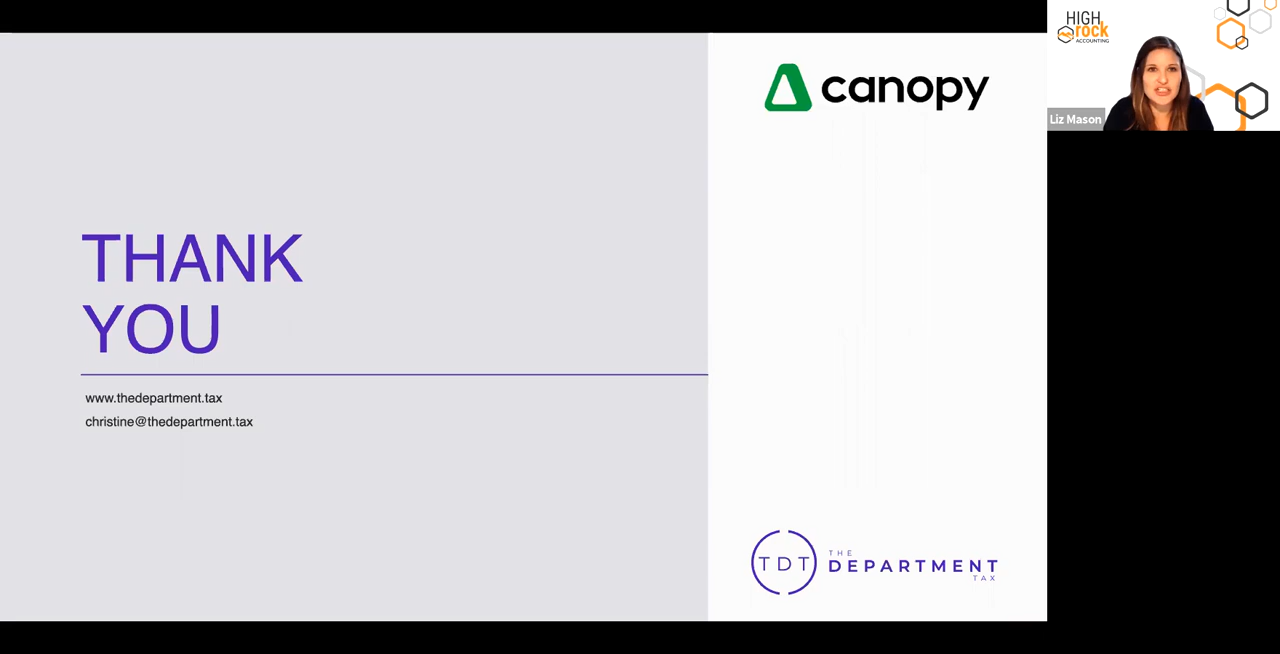 canopy
THANK
YOU
www.thedepartment.tax
christine@thedepartment.tax
TDT
THE
DEPARTMENT
TAX
HIGH
rock
ACCOUNTING
Liz Mason